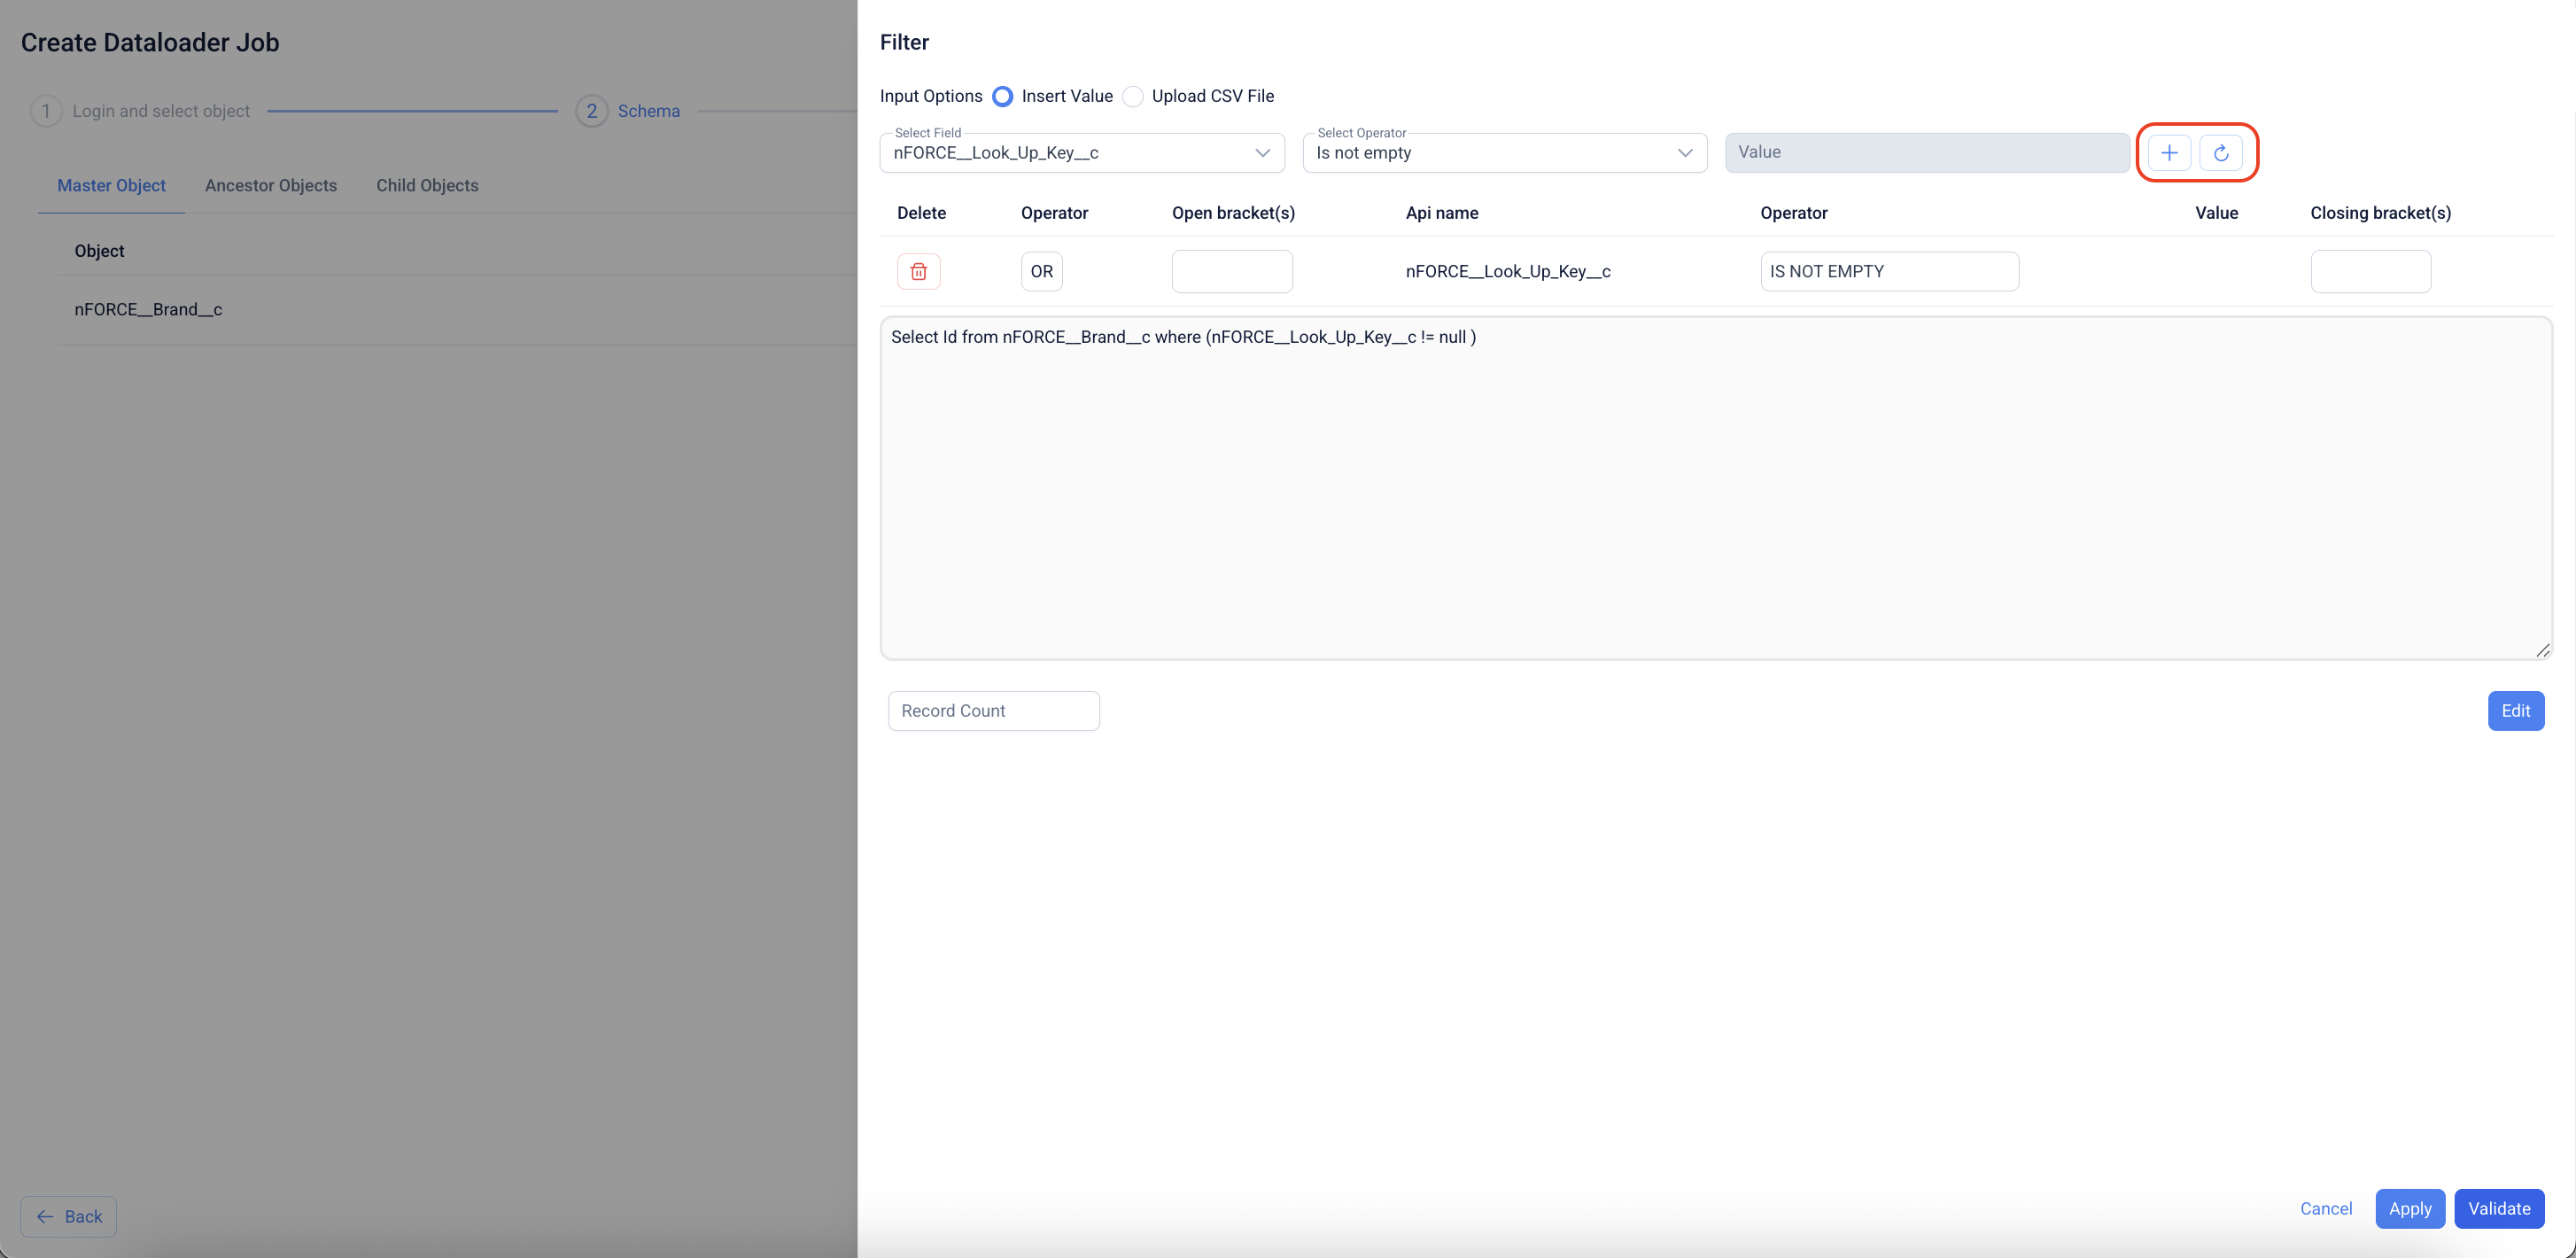 Create Dataloader Job
1 Login and select object 2 Schema
Master Object Ancestor Objects Child Objects
Object
nFORCE__Brand__c
Back
Filter
Input Options Insert Value Upload CSV File
Select Field Select Operator
nFORCE__Look_Up_Key__c Is not empty Value
Delete Operator Open bracket(s) Api name Operator Value Closing bracket(s)
OR nFORCE__Look_Up_Key__c IS NOT EMPTY
Select Id from nFORCE__Brand__c where (nFORCE__Look_Up_Key__c != null )
Record Count Edit
Cancel Apply Validate